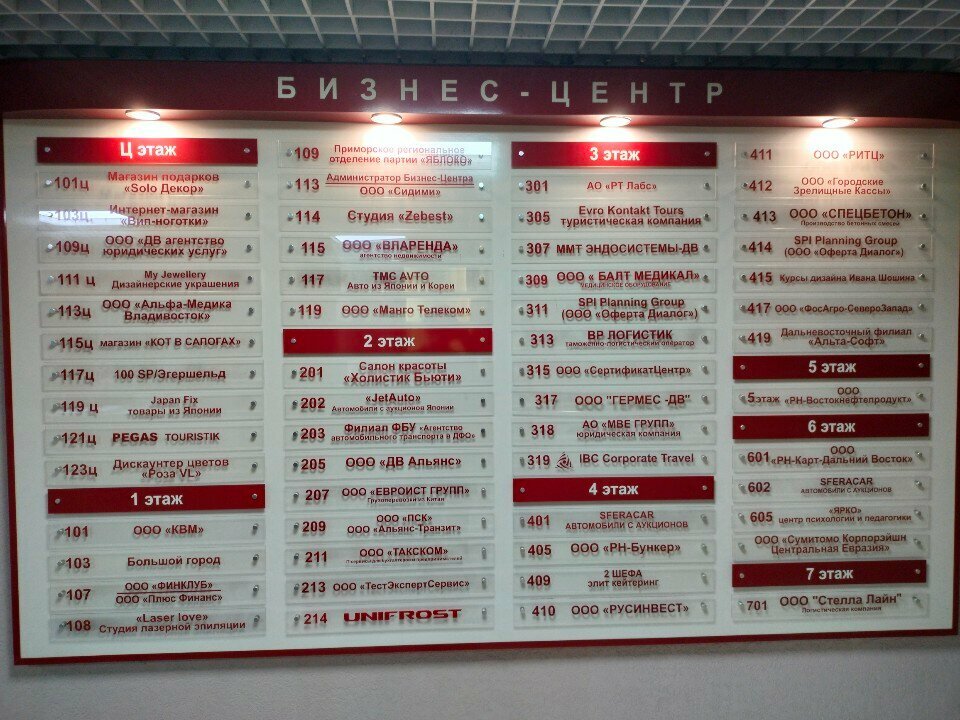 БИЗНЕС-ЦЕНТР
Ц этаж
101ц Магазин подарков
«Solo Декор»
103ц. Интернет-магазин
«Вип-ноготки»
109ц ООО «ДВ агентство
юридических услуг»
111 ц My Jewellery
Дизайнерские украшения
113ц ООО «Альфа-Медика
Владивосток»
115ц магазин «КОТ В САПОГАХ»
117ц 100 SP/Эгершельд
119 ц Japan Fix
товары из Японии
121ц PEGAS TOURISTIK
123ц Дискаунтер цветов
«Роза VL»
1 этаж
101 ООО «КВМ»
103 Большой город
107 ООО «ФИНКЛУБ»
ООО «Плюс Финанс»
108 «Laser love»
Студия лазерной эпиляции
109 Приморское региональное
отделение партии «ЯБЛОКО»
113 Администратор Бизнес-Центра
ООО «Сидими»
114 Студия «Zebest»
115 ООО «ВЛАРЕНДА»
агентство недвижимости
117 TMC AVTO
Авто из Японии и Кореи
119 ООО «Манго Телеком»
2 этаж
201 Салон красоты
«Холистик Бьюти»
202 «JetAuto»
Автомобили с аукционов Японии
203 Филиал ФБУ «Агентство
автомобильного транспорта в ДФО»
205 ООО «ДВ Альянс»
207 ООО «ЕВРОИСТ ГРУПП»
Грузоперевозки из Китая
209 ООО «ПСК»
ООО «Альянс-Транзит»
211 ООО «ТАКСКОМ»
213 ООО «ТестЭкспертСервис»
214 UNIFROST
3 этаж
301 АО «РТ Лабс»
305 Evro Kontakt Tours
туристическая компания
307 ММТ ЭНДОСИСТЕМЫ-ДВ
309 ООО « БАЛТ МЕДИКАЛ»
МЕДИЦИНСКОЕ ОБОРУДОВАНИЕ
311 SPI Planning Group
(ООО «Оферта Диалог»)
313 ВР ЛОГИСТИК
таможенно-логистический оператор
315 ООО «СертификатЦентр»
317 ООО "ГЕРМЕС -ДВ"
318 АО «МВЕ ГРУПП»
юридическая компания
319 IBC Corporate Travel
4 этаж
401 SFERACAR
АВТОМОБИЛИ С АУКЦИОНОВ
405 ООО «РН-Бункер»
409 2 ШЕФА
элит кейтеринг
410 ООО «РУСИНВЕСТ»
411 ООО «РИТЦ»
412 ООО «Городские
Зрелищные Кассы»
413 ООО «СПЕЦБЕТОН»
Производство бетонных смесей
414 SPI Planning Group
(ООО «Оферта Диалог»)
415 Курсы дизайна Ивана Шошина
417 ООО «ФосАгро-СевероЗапад»
419 Дальневосточный филиал
«Альта-Софт»
5 этаж
5этаж ООО
«РН-Востокнефтепродукт»
6 этаж
601 ООО
«РН-Карт-Дальний Восток»
602 SFERACAR
АВТОМОБИЛИ С АУКЦИОНОВ
605 «ЯРКО»
центр психологии и педагогики
ООО «Сумитомо Корпорэйшн
Центральная Евразия»
7 этаж
701 ООО "Стелла Лайн"
Логистическая компания